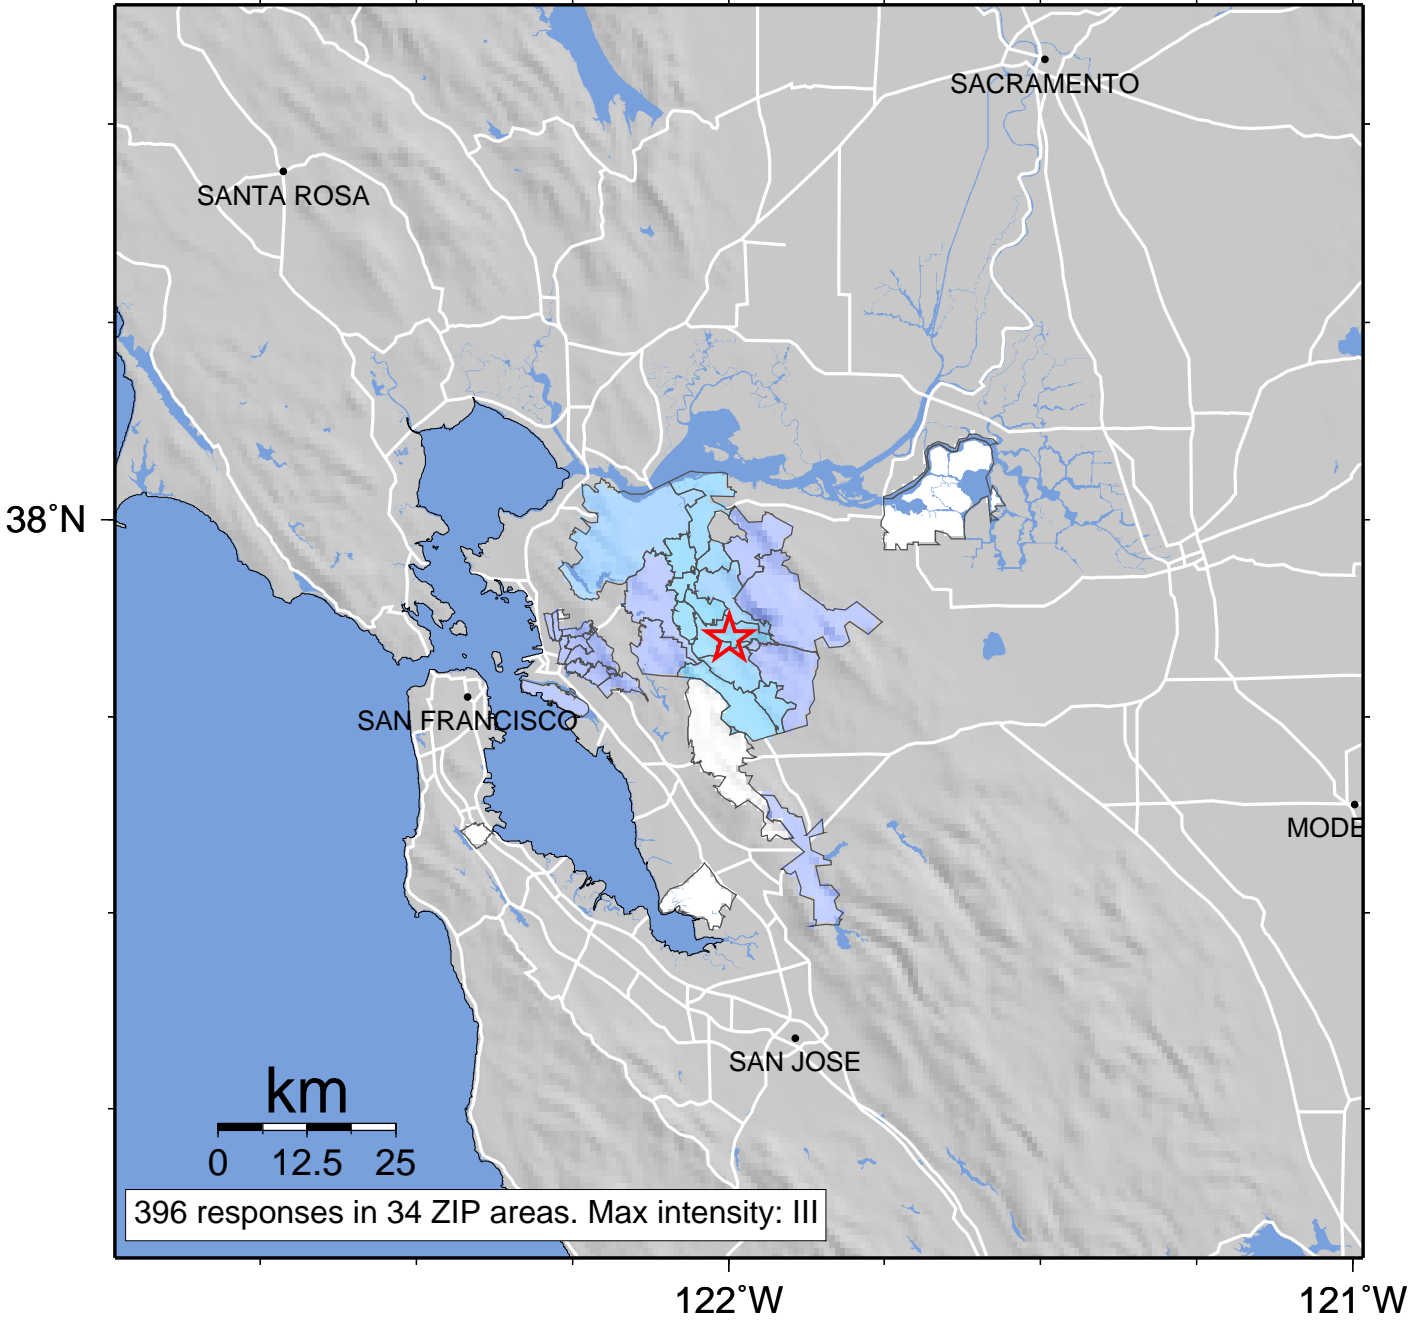 SACRAMENTO
SANTA ROSA
38˚N
SAN FRANCISCO
MODE
SAN JOSE
km
0 12.5 25
396 responses in 34 ZIP areas. Max intensity: III
122˚W
121˚W